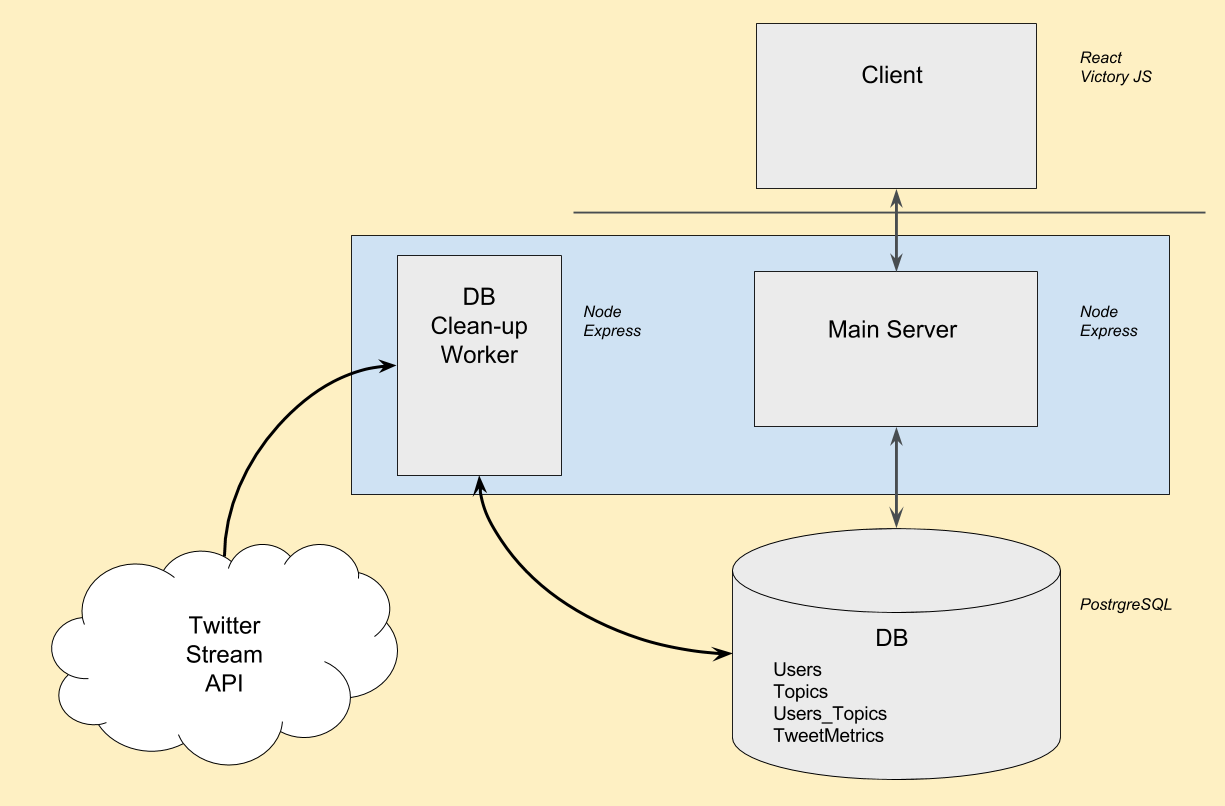 Client
React
Victory JS
DB
Clean-up
Worker
Node
Express
Main Server
Node
Express
Twitter
Stream
API
PostrgreSQL
DB
Users
Topics
Users_Topics
TweetMetrics